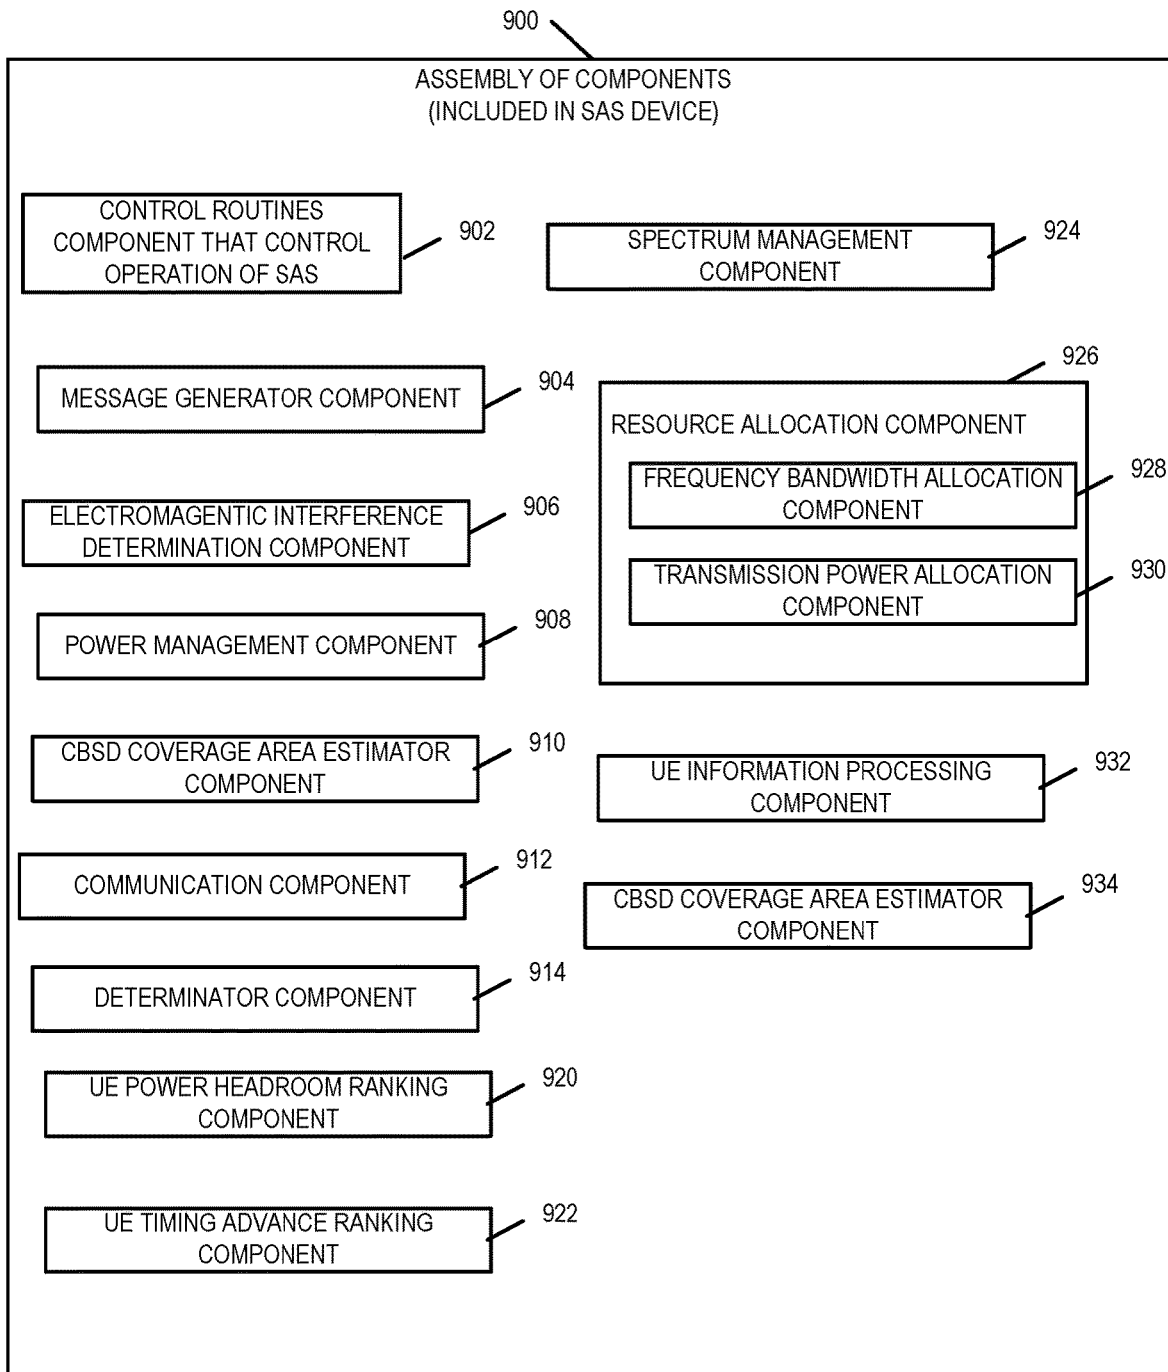 900
ASSEMBLY OF COMPONENTS
(INCLUDED IN SAS DEVICE)
CONTROL ROUTINES
COMPONENT THAT CONTROL
OPERATION OF SAS
902
MESSAGE GENERATOR COMPONENT
904
ELECTROMAGENTIC INTERFERENCE
DETERMINATION COMPONENT
906
POWER MANAGEMENT COMPONENT
908
CBSD COVERAGE AREA ESTIMATOR
COMPONENT
910
COMMUNICATION COMPONENT
912
DETERMINATOR COMPONENT
914
UE POWER HEADROOM RANKING
COMPONENT
920
UE TIMING ADVANCE RANKING
COMPONENT
922
SPECTRUM MANAGEMENT
COMPONENT
924
926
RESOURCE ALLOCATION COMPONENT
FREQUENCY BANDWIDTH ALLOCATION
COMPONENT
928
TRANSMISSION POWER ALLOCATION
COMPONENT
930
UE INFORMATION PROCESSING
COMPONENT
932
CBSD COVERAGE AREA ESTIMATOR
COMPONENT
934